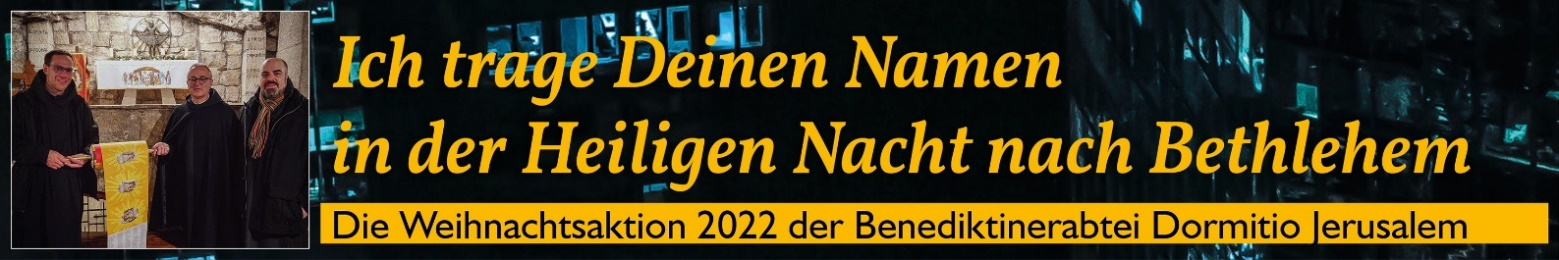 Ich trage Deinen Namen
in der Heiligen Nacht nach Bethlehem
Die Weihnachtsaktion 2022 der Benediktinerabtei Dormitio Jerusalem